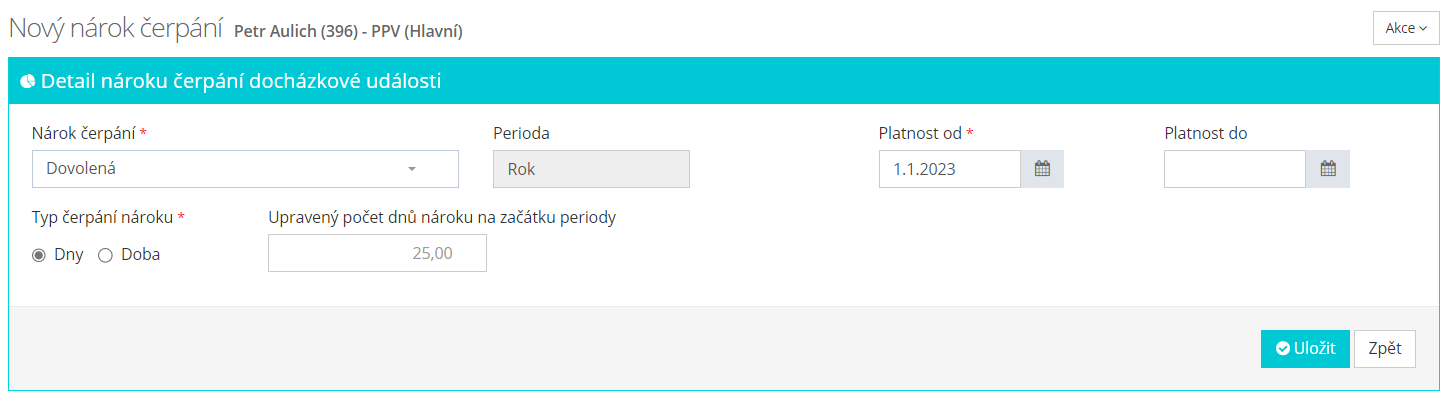 Nový nárok čerpání Petr Aulich (396) - PPV (Hlavní) Akce
Detail nároku čerpání docházkové události
Nárok čerpání * Perioda Platnost od * Platnost do
Dovolená Rok 1.1.2023
Typ čerpání nároku * Upravený počet dnů nároku na začátku periody
Dny Doba 25,00
Uložit Zpět